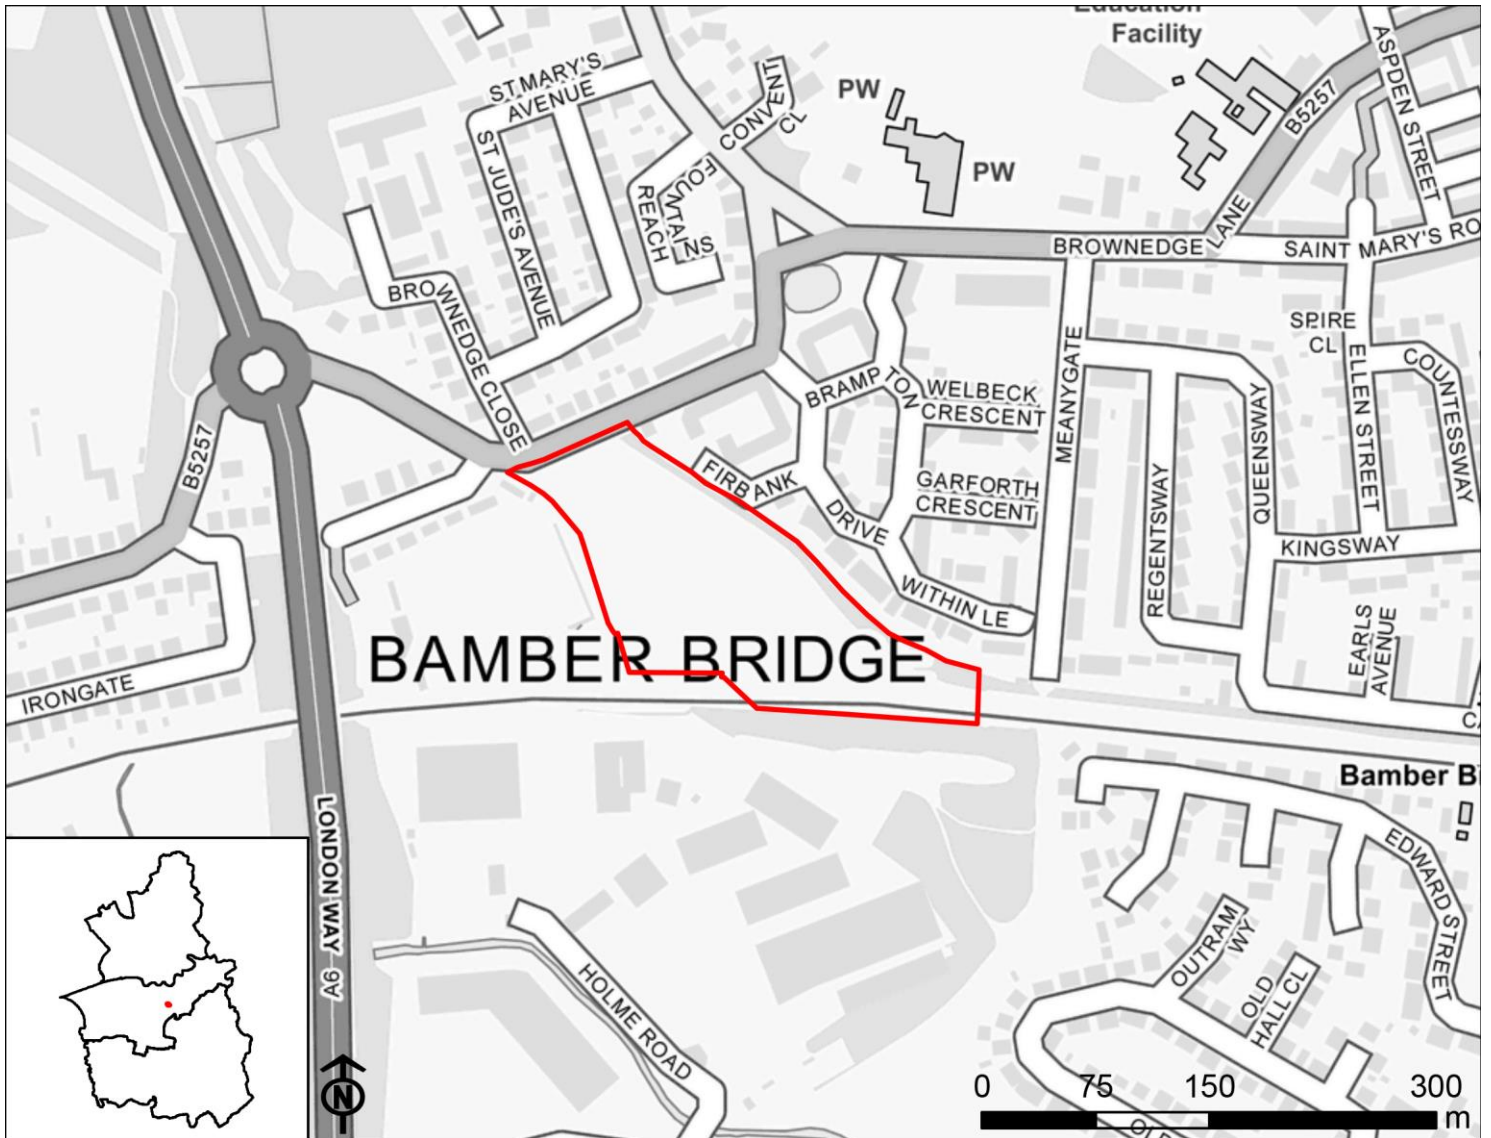 Education
Facility
ASPDEN STREET
B5257
ST MARY'S
AVENUE
CONVENT
CL
PW
PW
ST JUDE'S AVENUE
FOUNTAINS
REACH
BROWNEDGE LANE
SAINT MARY'S RO
BROWNEDGE CLOSE
SPIRE
CL
MEANYGATE
ELLEN STREET
COUNTESSWAY
BRAMPTON
DRIVE
WELBECK
CRESCENT
QUEENSWAY
B5257
FIRBANK
GARFORTH
CRESCENT
REGENTSWAY
KINGSWAY
WITHIN LE
EARLS
AVENUE
BAMBER BRIDGE
IRONGATE
CA
Bamber B
LONDON WAY A6
EDWARD STREET
OUTRAM
WY
OLD
HALL CL
HOLME ROAD
N
0 75 150 300
m